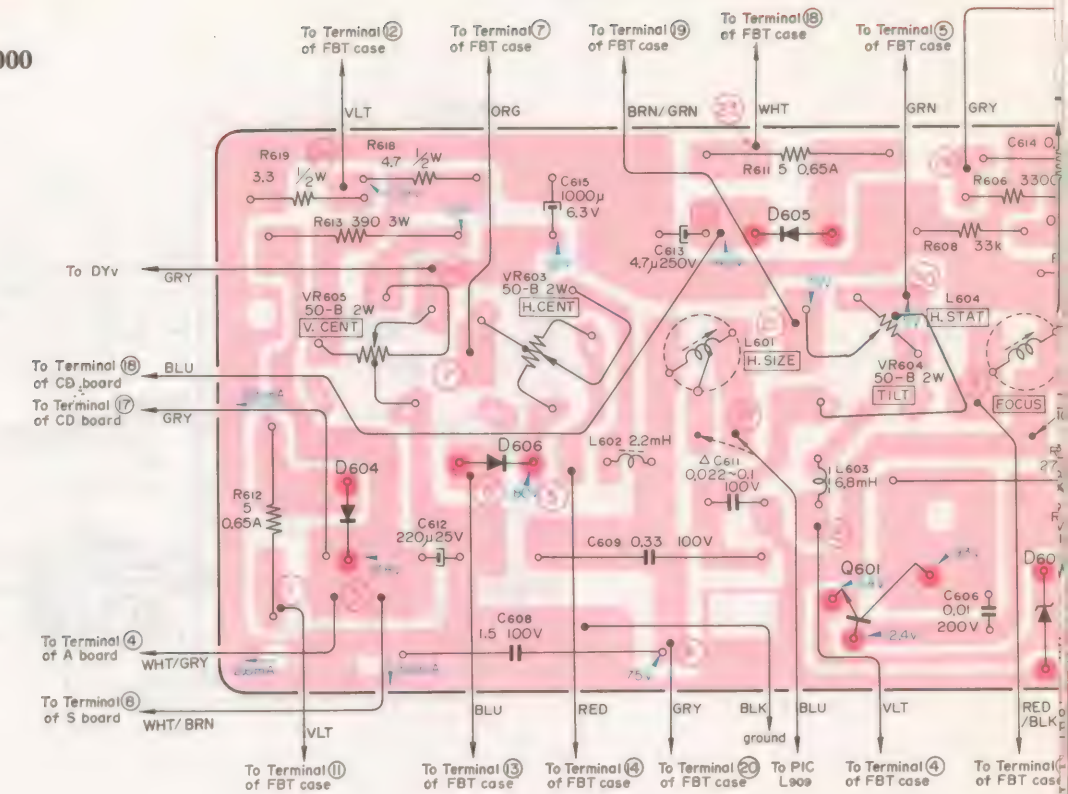 000
To Terminal ⑫
of FBT case
To Terminal ⑦
of FBT case
To Terminal ⑲
of FBT case
To Terminal ⑱
of FBT case
To Terminal ⑤
of FBT case
VLT
ORG
BRN/GRN
WHT
GRN
GRY
R619
3.3 ½W
R618
4.7 ½W
C615
1000μ
6.3V
R611 5 0.65A
C614
R606 3300
R613 390 3W
C613
4.7μ250V
D605
R608 33k
To DYv
GRY
VR605
50-B 2W
V. CENT
VR603
50-B 2W
H.CENT
L601
H.SIZE
L604
H.STAT
VR604
50-B 2W
TILT
FOCUS
To Terminal ⑱
of CD board
BLU
To Terminal ⑰
of CD board
GRY
D604
D606
L602 2.2mH
△ C611
0.022~0.1
100V
L603
6.8mH
R612
5
0.65A
C612
220μ25V
C609 0.33 100V
Q601
C606
0.01
200V
D60
2.4V
C608
1.5 100V
75V
To Terminal ④
of A board
WHT/GRY
To Terminal ⑧
of S board
WHT/BRN
VLT
BLU
RED
GRY
BLK
BLU
VLT
RED
/BLK
ground
To Terminal ⑪
of FBT case
To Terminal ⑬
of FBT case
To Terminal ⑭
of FBT case
To Terminal ⑳
of FBT case
To PIC
L909
To Terminal ④
of FBT case
To Terminal
of FBT case